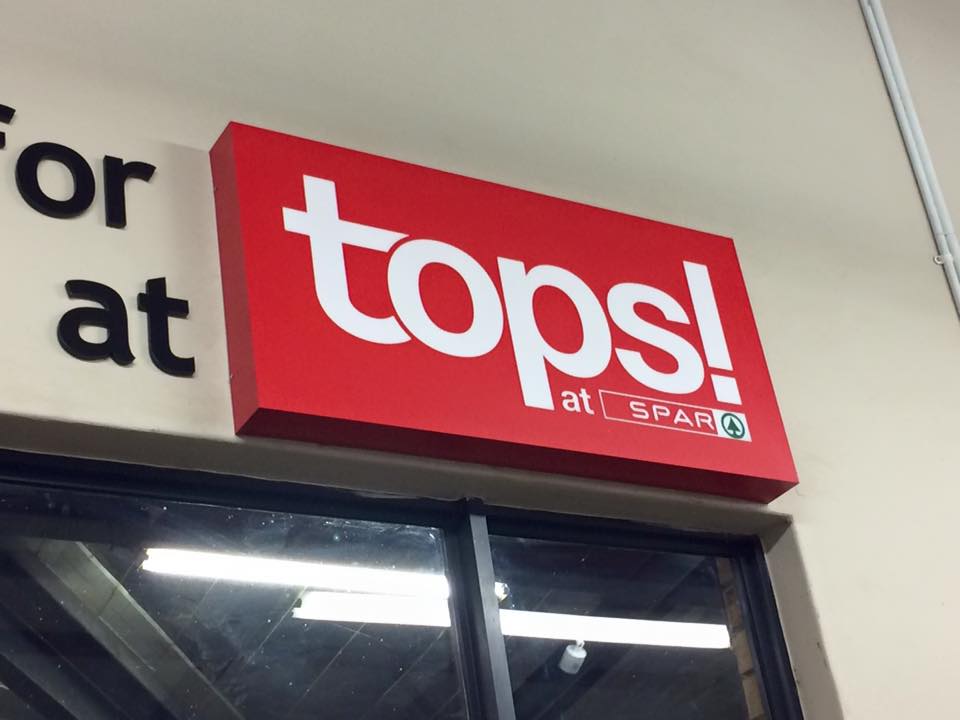 for
at
tops!
at SPAR